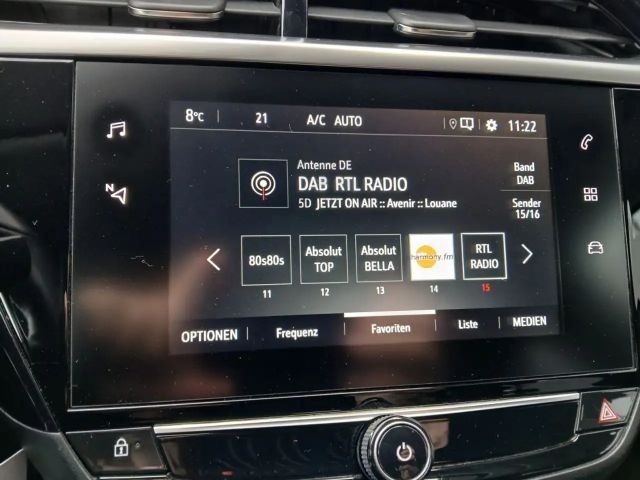 8°C 21 A/C AUTO 11:22
N
Antenne DE
DAB RTL RADIO
5D JETZT ON AIR :: Avenir :: Louane
Band
DAB
Sender
15/16
80s80s
Absolut
TOP
Absolut
BELLA
harmony.fm
RTL
RADIO
11 12 13 14 15
OPTIONEN Frequenz Favoriten Liste MEDIEN